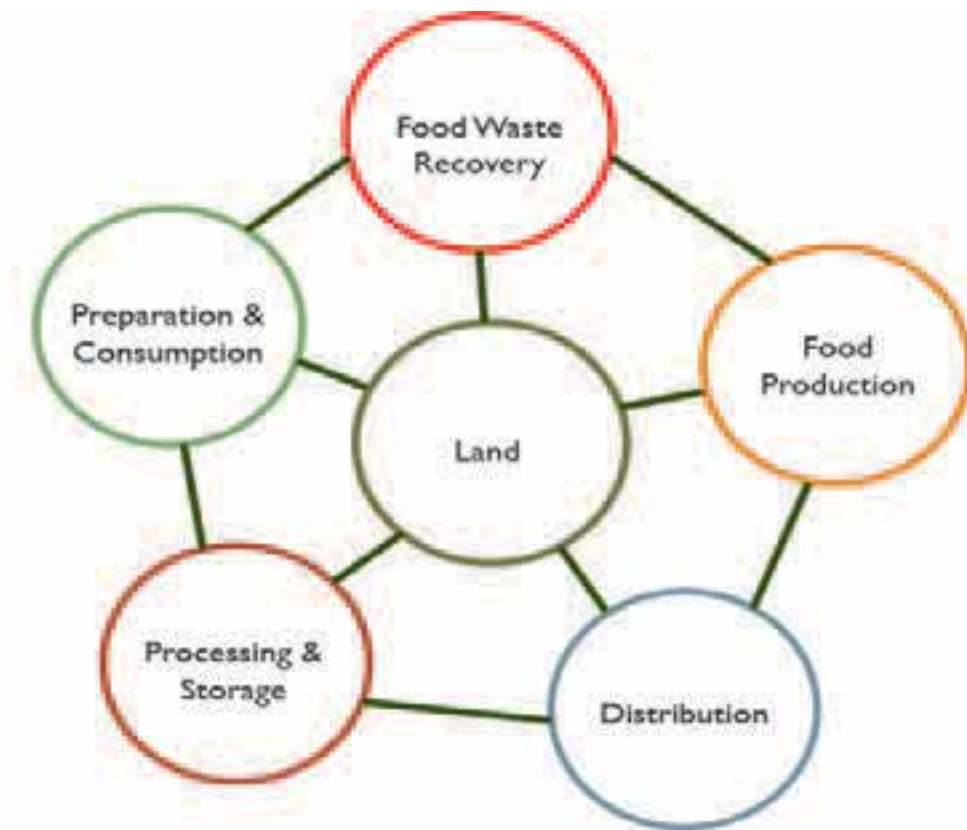 Food Waste
Recovery
Preparation &
Consumption
Food
Production
Land
Processing &
Storage
Distribution